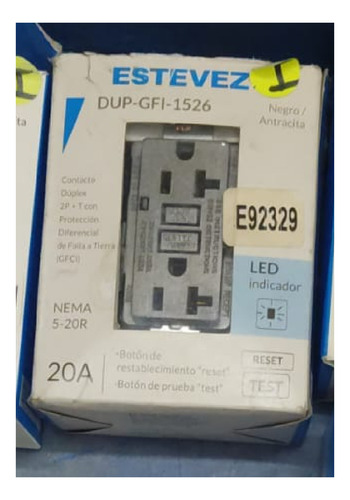 ESTEVEZ
DUP-GFI-1526
Negro /
Antracita
Contacto
Dúplex
2P + T con
Protección
Diferencial
de Falla a Tierra
(GFCI)
E92329
LED
indicador
NEMA
5-20R
20A
-Botón de
restablecimiento "reset"
-Botón de prueba "test"
RESET
TEST